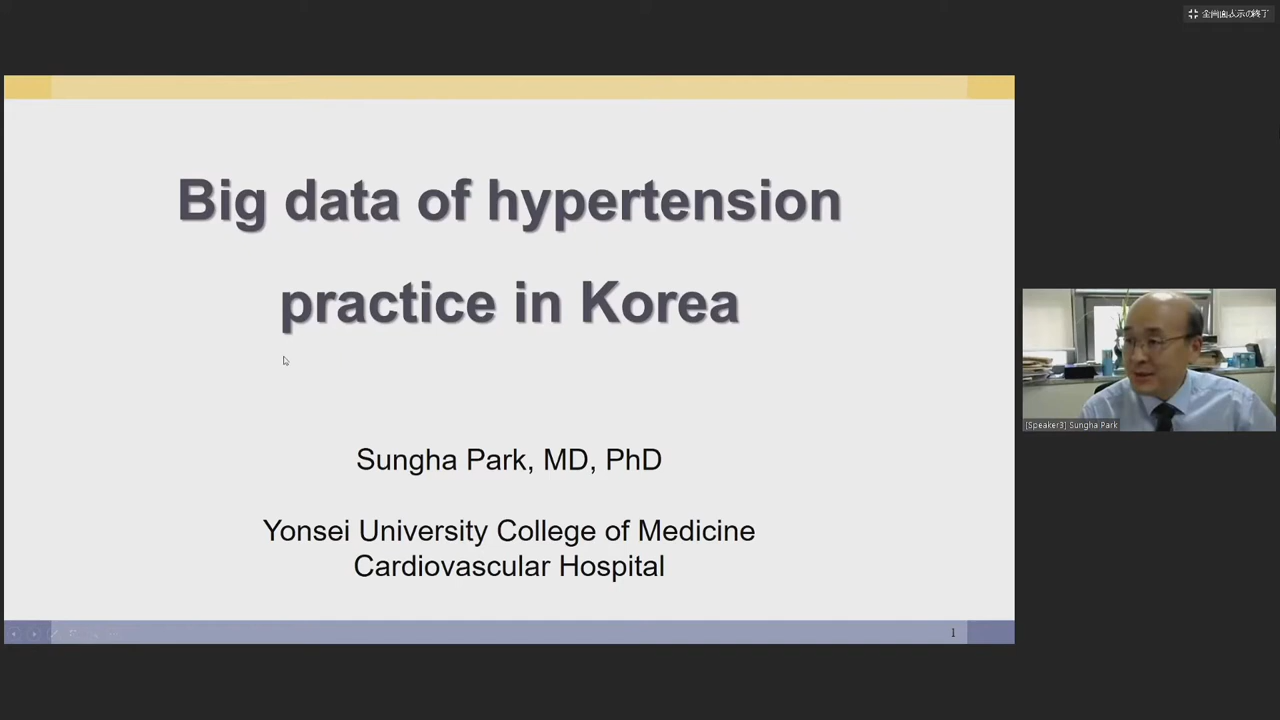 全画面表示の終了
Big data of hypertension
practice in Korea
Sungha Park, MD, PhD
Yonsei University College of Medicine
Cardiovascular Hospital
1
[Speaker3] Sungha Park